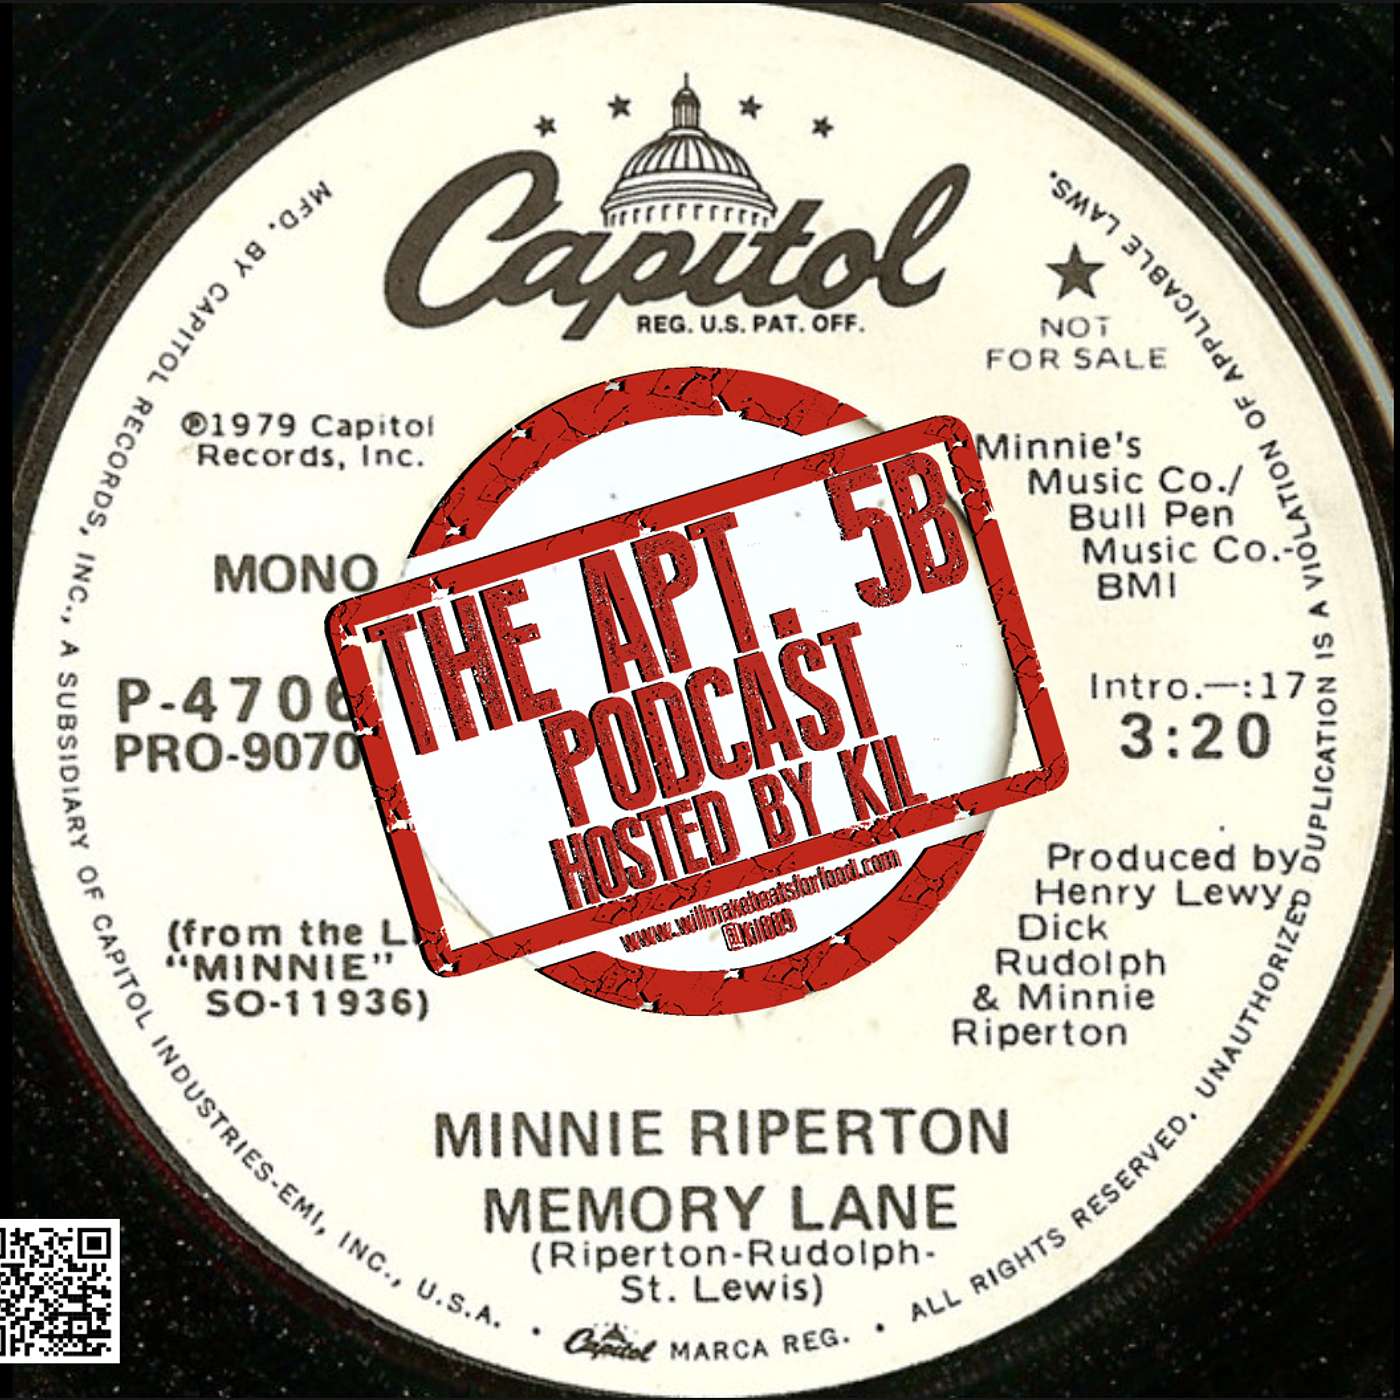 MFD. BY CAPITOL RECORDS, INC., A SUBSIDIARY OF CAPITOL INDUSTRIES-EMI, INC., U.S.A. • Capitol MARCA REG. • ALL RIGHTS RESERVED. UNAUTHORIZED DUPLICATION IS A VIOLATION OF APPLICABLE LAWS.
Capitol
REG. U.S. PAT. OFF.
NOT
FOR SALE
℗1979 Capitol
Records, Inc.
MONO
P-4706
PRO-9070
(from the L
"MINNIE"
SO-11936)
Minnie's
Music Co./
Bull Pen
Music Co.-
BMI
Intro.—:17
3:20
Produced by
Henry Lewy
Dick
Rudolph
& Minnie
Riperton
THE APT. 5B
PODCAST
HOSTED BY KIL
www.willmakebeatsforfood.com
@kil889
MINNIE RIPERTON
MEMORY LANE
(Riperton-Rudolph-
St. Lewis)